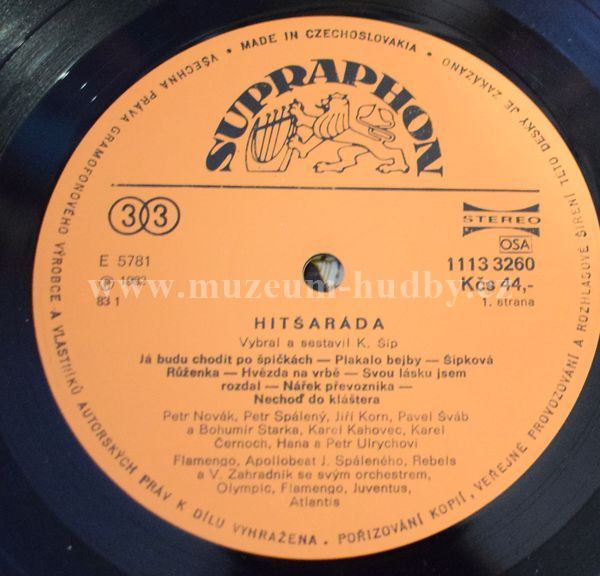 VŠECHNA PRÁVA GRAMOFONOVÉHO VÝROBCE A VLASTNÍKŮ AUTORSKÝCH PRÁV K DÍLU VYHRAŽENA • POŘIZOVÁNÍ KOPIÍ, VEŘEJNÉ PROVOZOVÁNÍ A ROZHLASOVÉ ŠÍŘENÍ TÉTO DESKY JE ZAKÁZÁNO
• MADE IN CZECHOSLOVAKIA •
SUPRAPHON
33
STEREO
OSA
E 5781
1113 3260
℗ 1982
Kčs 44,-
83 1
1. strana
www.muzeum-hudby.cz
HITŠARÁDA
Vybral a sestavil K. Šíp
Já budu chodit po špičkách — Plakalo bejby — Šípková
Růženka — Hvězda na vrbě — Svou lásku jsem
rozdal — Nářek převozníka —
Nechoď do kláštera
Petr Novák, Petr Spálený, Jiří Korn, Pavel Šváb
a Bohumír Starka, Karel Kahovec, Karel
Černoch, Hana a Petr Ulrychovi
Flamengo, Apollobeat J. Spáleného, Rebels
a V. Zahradník se svým orchestrem,
Olympic, Flamengo, Juventus,
Atlantis